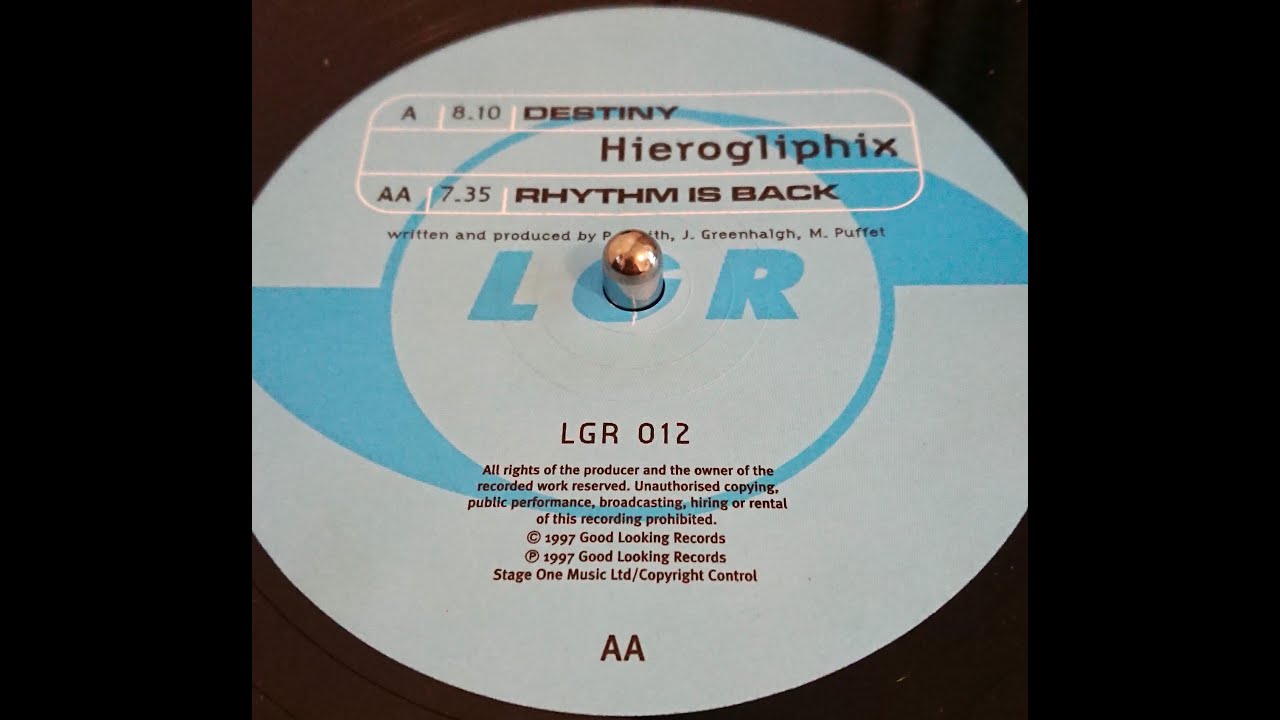 A 8.10 DESTINY
Hierogliphix
AA 7.35 RHYTHM IS BACK
written and produced by P. ith, J. Greenhalgh, M. Puffet
LGR
LGR 012
All rights of the producer and the owner of the
recorded work reserved. Unauthorised copying,
public performance, broadcasting, hiring or rental
of this recording prohibited.
© 1997 Good Looking Records
℗ 1997 Good Looking Records
Stage One Music Ltd/Copyright Control
AA